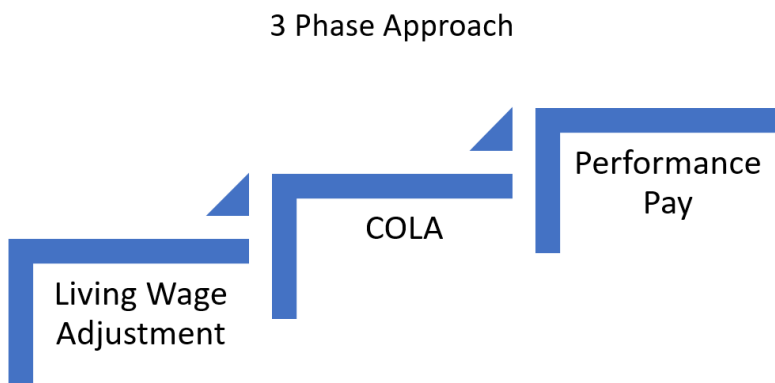 3 Phase Approach
Living Wage
Adjustment
COLA
Performance
Pay